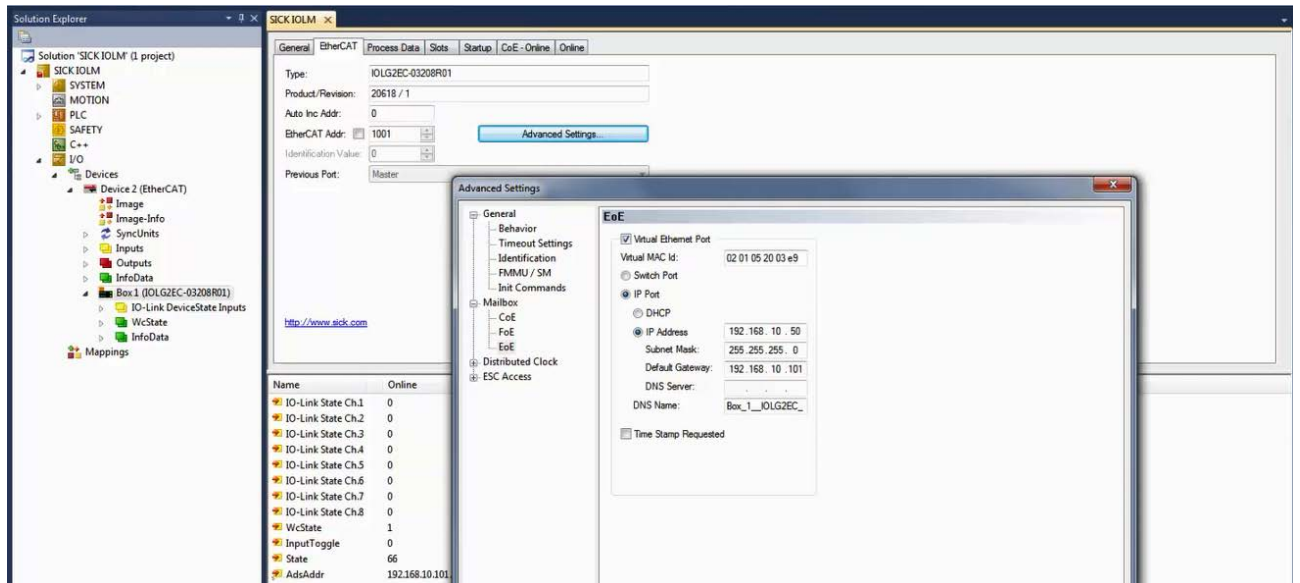 Solution Explorer
Solution 'SICK IOLM' (1 project)
SICK IOLM
SYSTEM
MOTION
PLC
SAFETY
C++
I/O
Devices
Device 2 (EtherCAT)
Image
Image-Info
SyncUnits
Inputs
Outputs
InfoData
Box 1 (IOLG2EC-03208R01)
IO-Link DeviceState Inputs
WcState
InfoData
Mappings
SICK IOLM
General EtherCAT Process Data Slots Startup CoE - Online Online
Type: IOLG2EC-03208R01
Product/Revision: 20618 / 1
Auto Inc Addr: 0
EtherCAT Addr: 1001 Advanced Settings...
Identification Value: 0
Previous Port: Master
http://www.sick.com
Name Online
IO-Link State Ch.1 0
IO-Link State Ch.2 0
IO-Link State Ch.3 0
IO-Link State Ch.4 0
IO-Link State Ch.5 0
IO-Link State Ch.6 0
IO-Link State Ch.7 0
IO-Link State Ch.8 0
WcState 1
InputToggle 0
State 66
AdsAddr 192.168.10.101.
Advanced Settings
General
Behavior
Timeout Settings
Identification
FMMU / SM
Init Commands
Mailbox
CoE
FoE
EoE
Distributed Clock
ESC Access
EoE
Virtual Ethernet Port
Virtual MAC Id: 02 01 05 20 03 e9
Switch Port
IP Port
DHCP
IP Address 192.168. 10 . 50
Subnet Mask: 255.255.255. 0
Default Gateway: 192.168. 10 .101
DNS Server: . . .
DNS Name: Box_1__IOLG2EC_
Time Stamp Requested